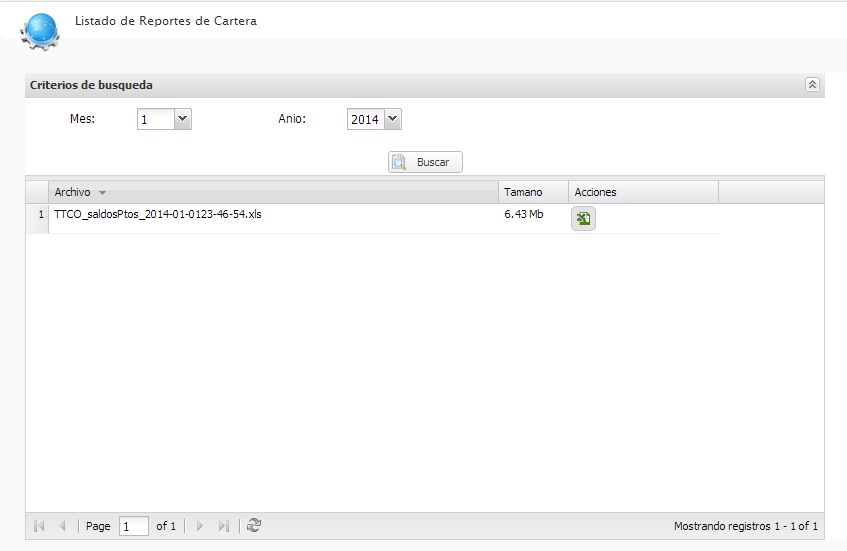 Listado de Reportes de Cartera
Criterios de busqueda
Mes: 1 Anio: 2014
Buscar
Archivo Tamano Acciones
1 TTCO_saldosPtos_2014-01-0123-46-54.xls 6.43 Mb
Page 1 of 1 Mostrando registros 1 - 1 of 1